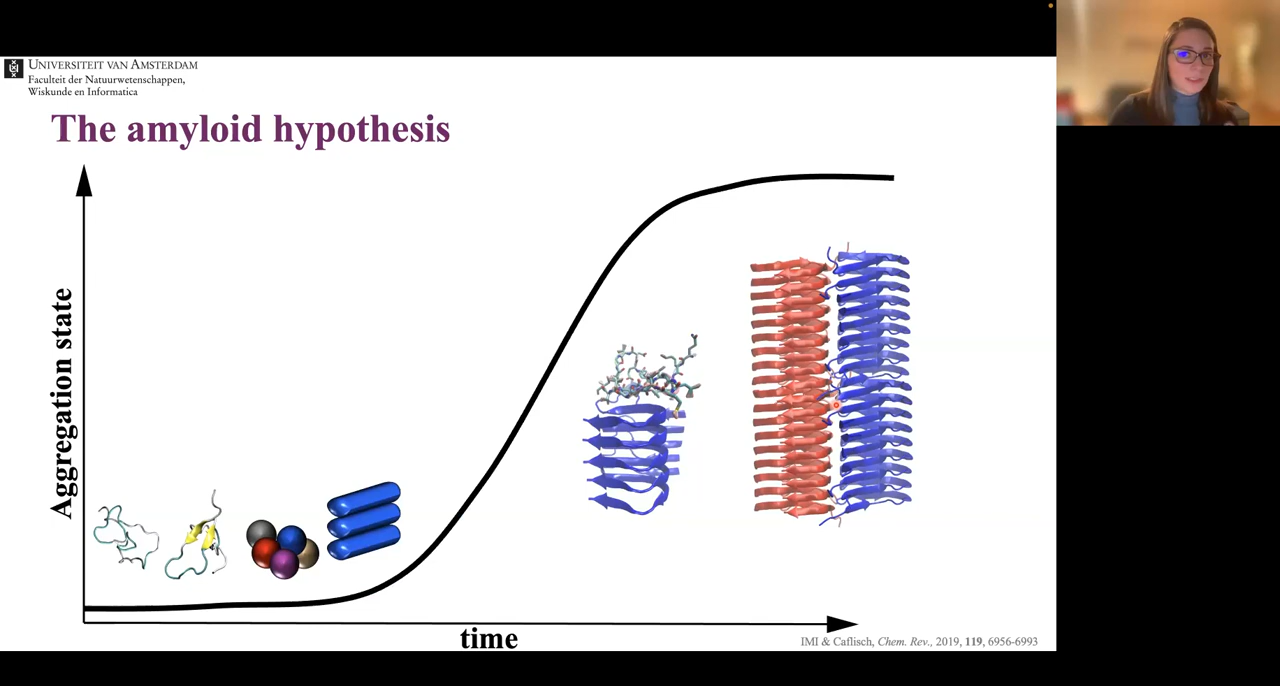 UNIVERSITEIT VAN AMSTERDAM
Faculteit der Natuurwetenschappen,
Wiskunde en Informatica
The amyloid hypothesis
Aggregation state
time
IMI & Caflisch, Chem. Rev., 2019, 119, 6956-6993